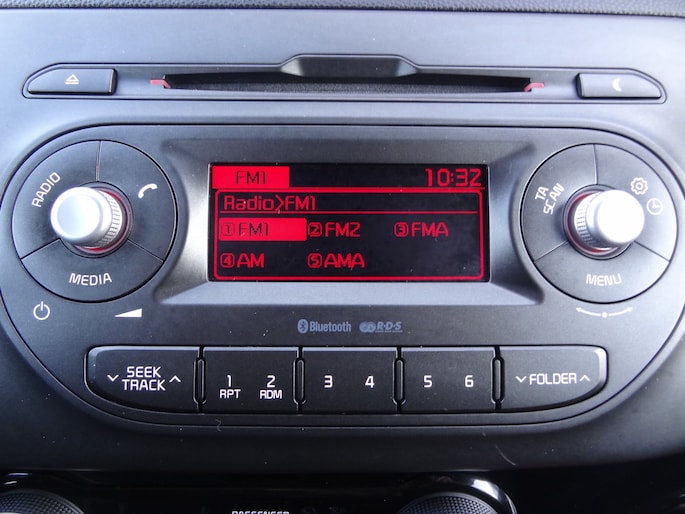 FM1 10:32
Radio>FM1
1 FM1 2 FM2 3 FMA
4 AM 5 AMA
RADIO
MEDIA
TA
SCAN
MENU
Bluetooth R·D·S
SEEK
TRACK
1 RPT
2 RDM
3 4
5 6
FOLDER
PASSENGER